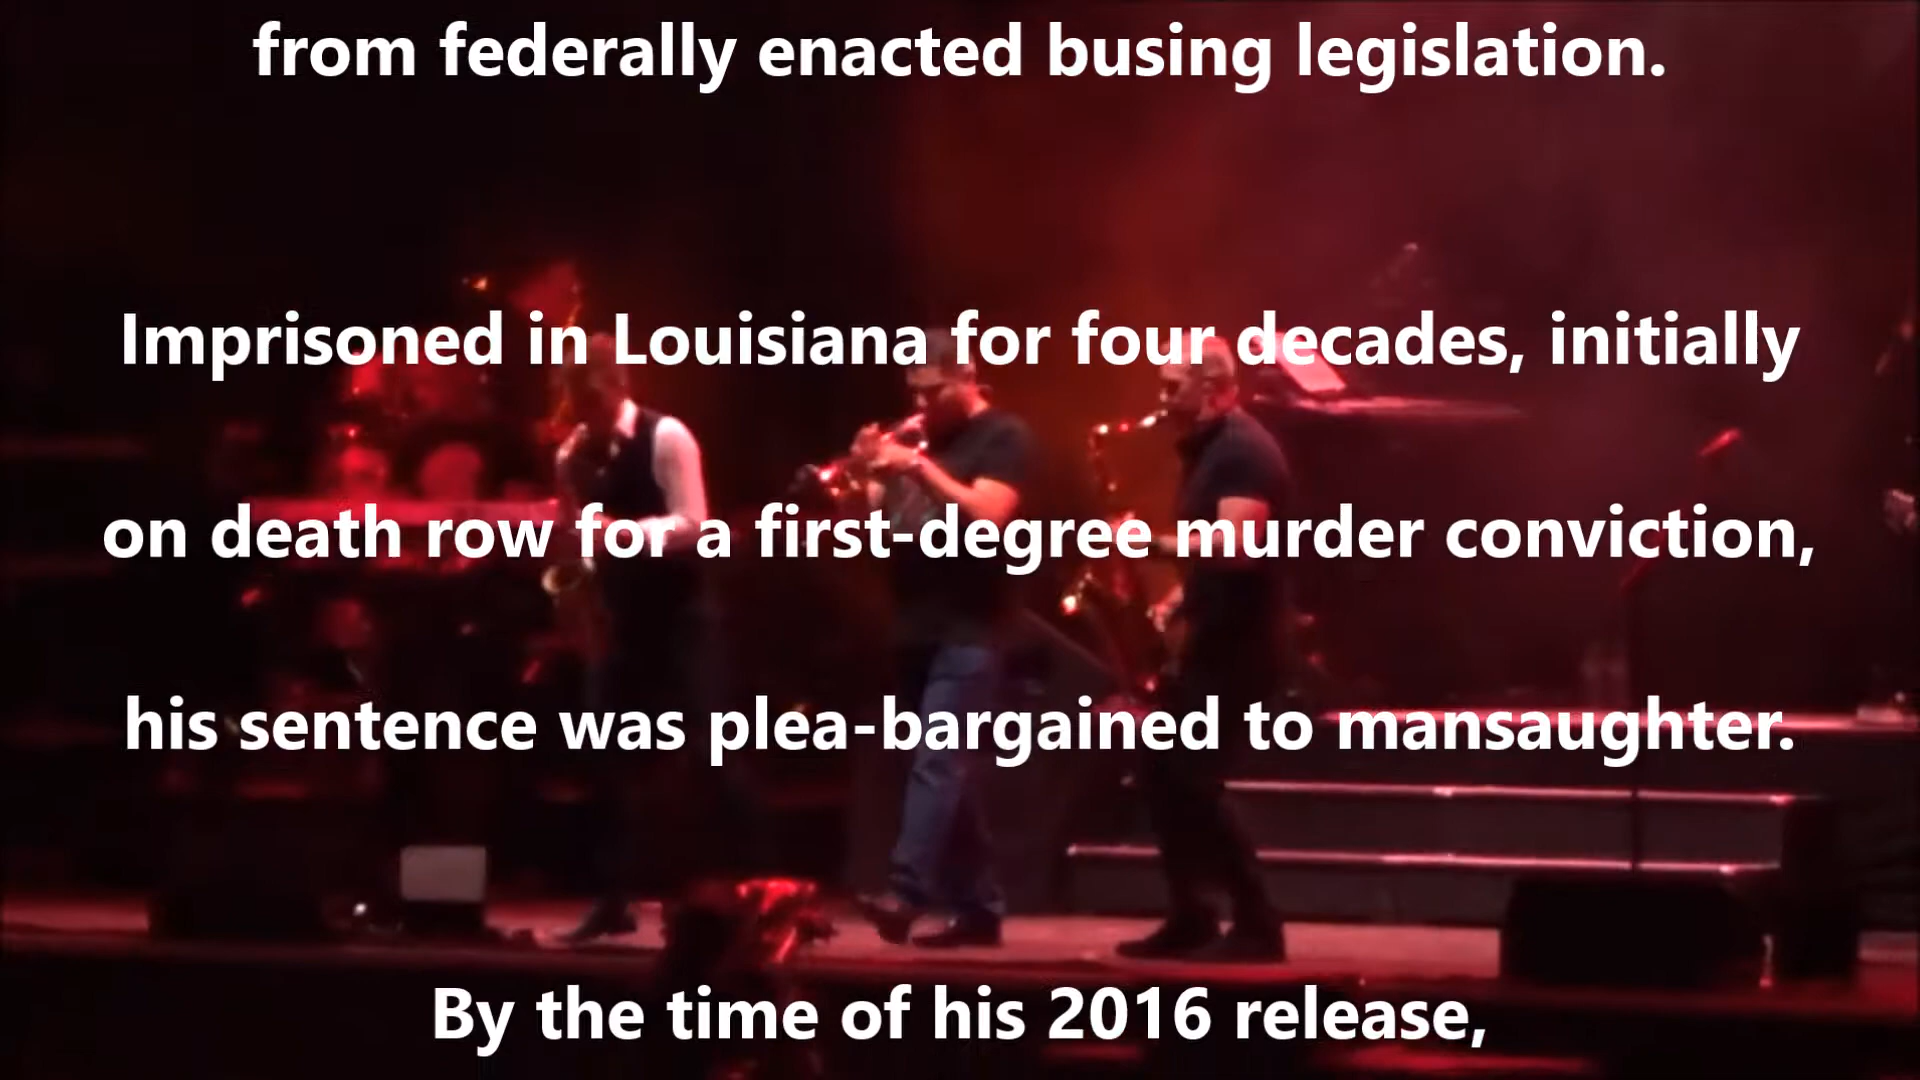 from federally enacted busing legislation.
Imprisoned in Louisiana for four decades, initially
on death row for a first-degree murder conviction,
his sentence was plea-bargained to mansaughter.
By the time of his 2016 release,